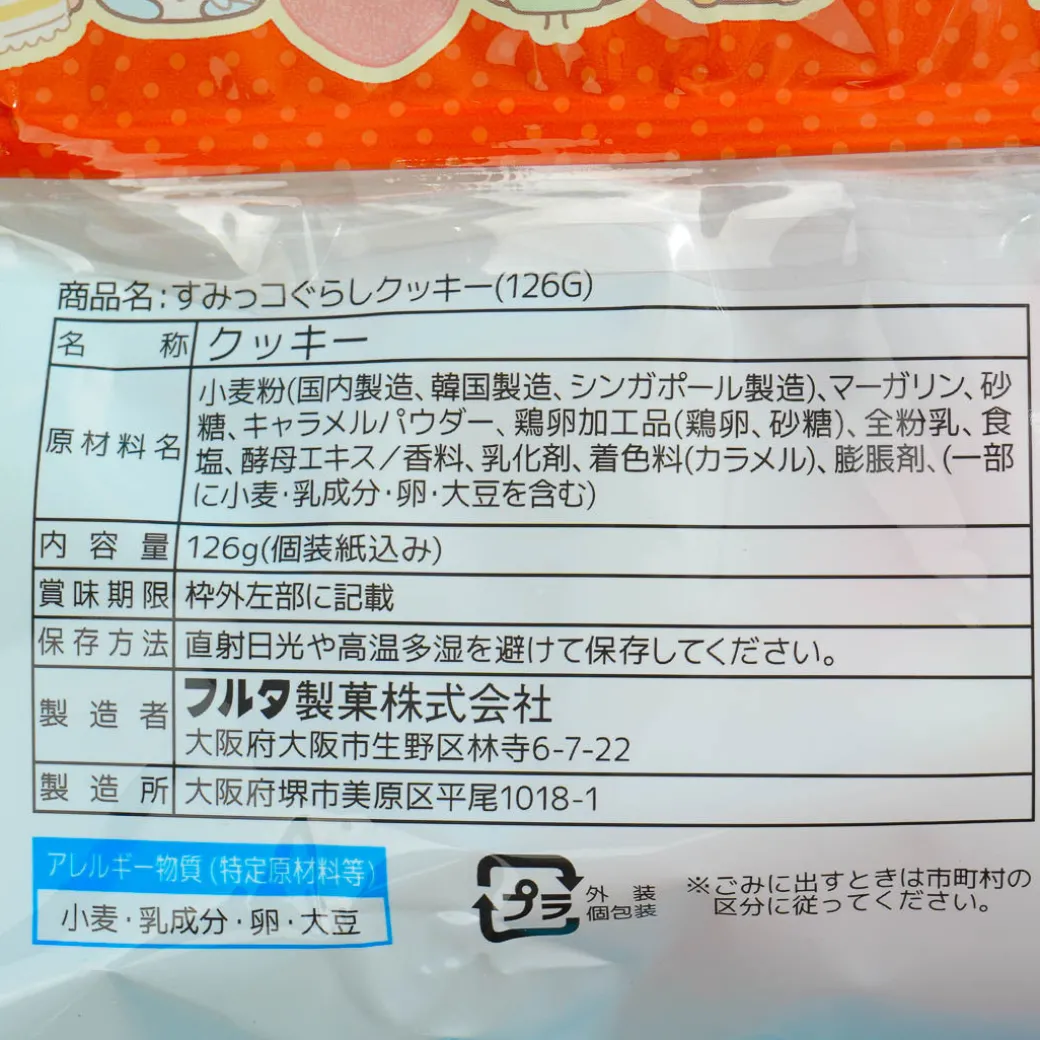 商品名:すみっコぐらしクッキー(126G)
名称 クッキー
原材料名 小麦粉(国内製造、韓国製造、シンガポール製造)、マーガリン、砂
糖、キャラメルパウダー、鶏卵加工品(鶏卵、砂糖)、全粉乳、食
塩、酵母エキス/香料、乳化剤、着色料(カラメル)、膨脹剤、(一部
に小麦・乳成分・卵・大豆を含む)
内容量 126g(個装紙込み)
賞味期限 枠外左部に記載
保存方法 直射日光や高温多湿を避けて保存してください。
製造者 フルタ製菓株式会社
大阪府大阪市生野区林寺6-7-22
製造所 大阪府堺市美原区平尾1018-1
アレルギー物質(特定原材料等)
小麦・乳成分・卵・大豆
プラ
外装
個包装
※ごみに出すときは市町村の
区分に従ってください。